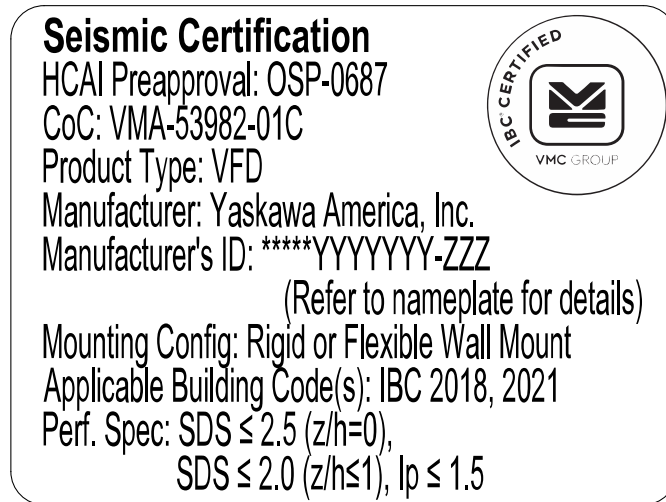 Seismic Certification
HCAI Preapproval: OSP-0687
CoC: VMA-53982-01C
Product Type: VFD
Manufacturer: Yaskawa America, Inc.
Manufacturer's ID: *****YYYYYYY-ZZZ
(Refer to nameplate for details)
Mounting Config: Rigid or Flexible Wall Mount
Applicable Building Code(s): IBC 2018, 2021
Perf. Spec: SDS ≤ 2.5 (z/h=0),
SDS ≤ 2.0 (z/h≤1), Ip ≤ 1.5
IBC® CERTIFIED
VMC GROUP